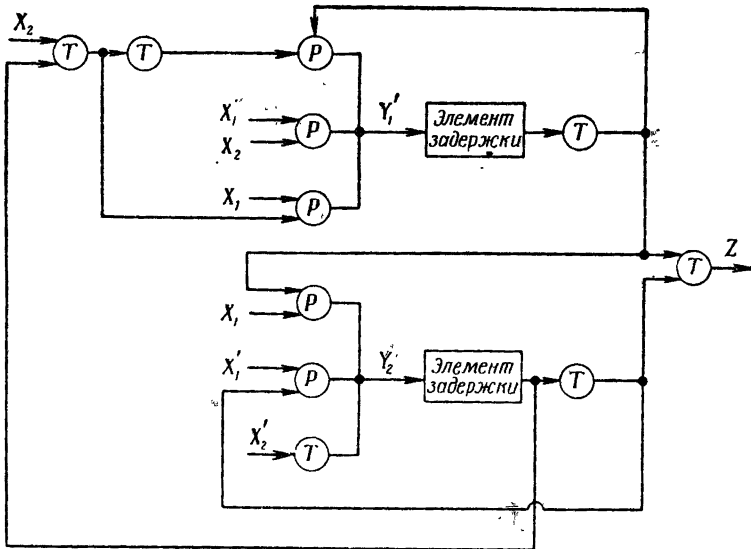 X₂
T
T
P
X₁
X₂
P
Y₁'
Элемент
задержки
T
X₁
P
T
Z
X₁
P
X₁'
P
Y₂'
Элемент
задержки
T
X₂'
T